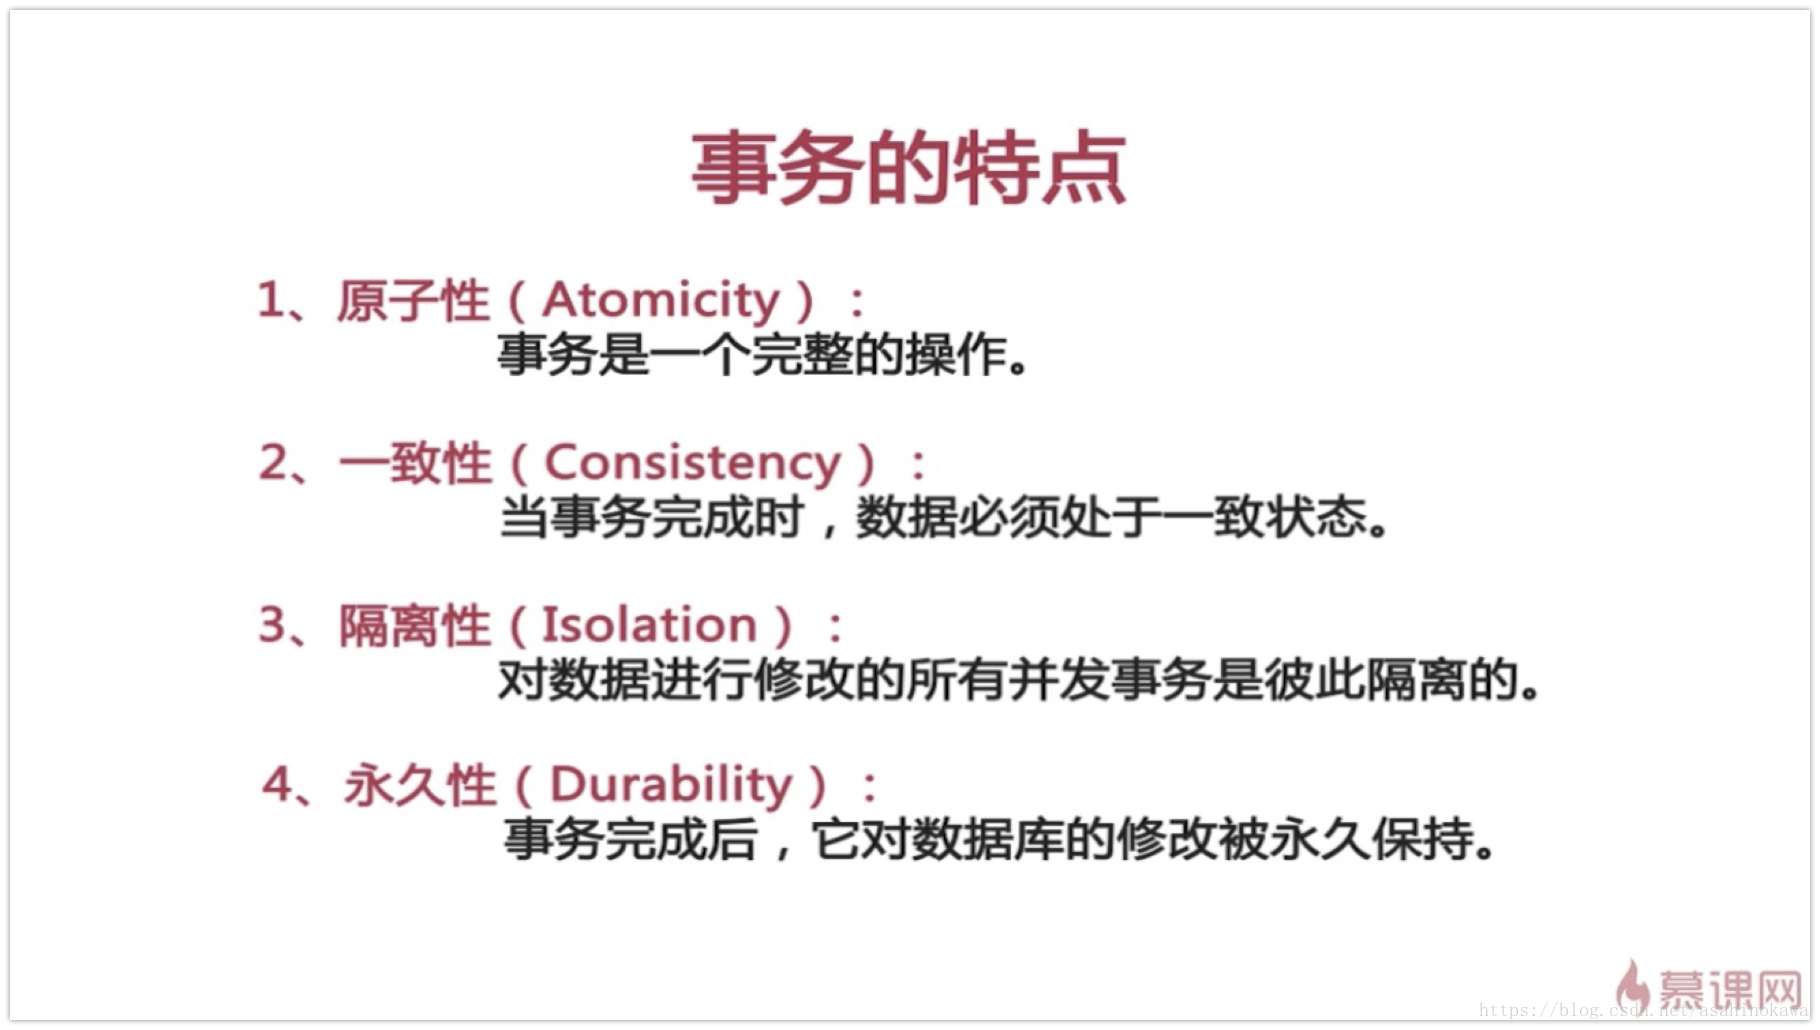 事务的特点
1、原子性（Atomicity）：
事务是一个完整的操作。
2、一致性（Consistency）：
当事务完成时，数据必须处于一致状态。
3、隔离性（Isolation）：
对数据进行修改的所有并发事务是彼此隔离的。
4、永久性（Durability）：
事务完成后，它对数据库的修改被永久保持。
慕课网
https://blog.csdn.net/asahinokawa